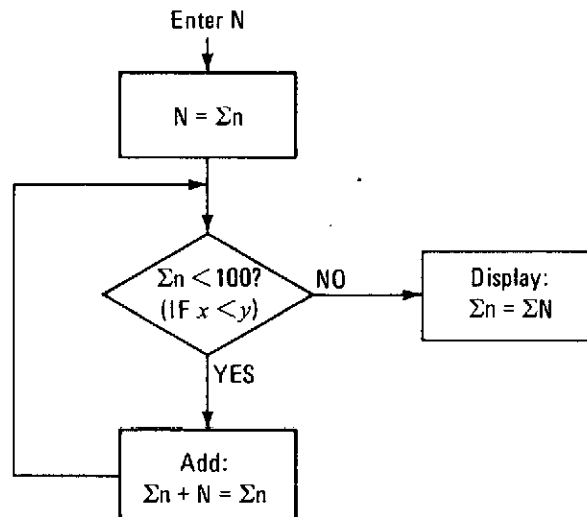 Enter N
N = Σn
Σn < 100?
(IF x < y)
NO
Display:
Σn = ΣN
YES
Add:
Σn + N = Σn